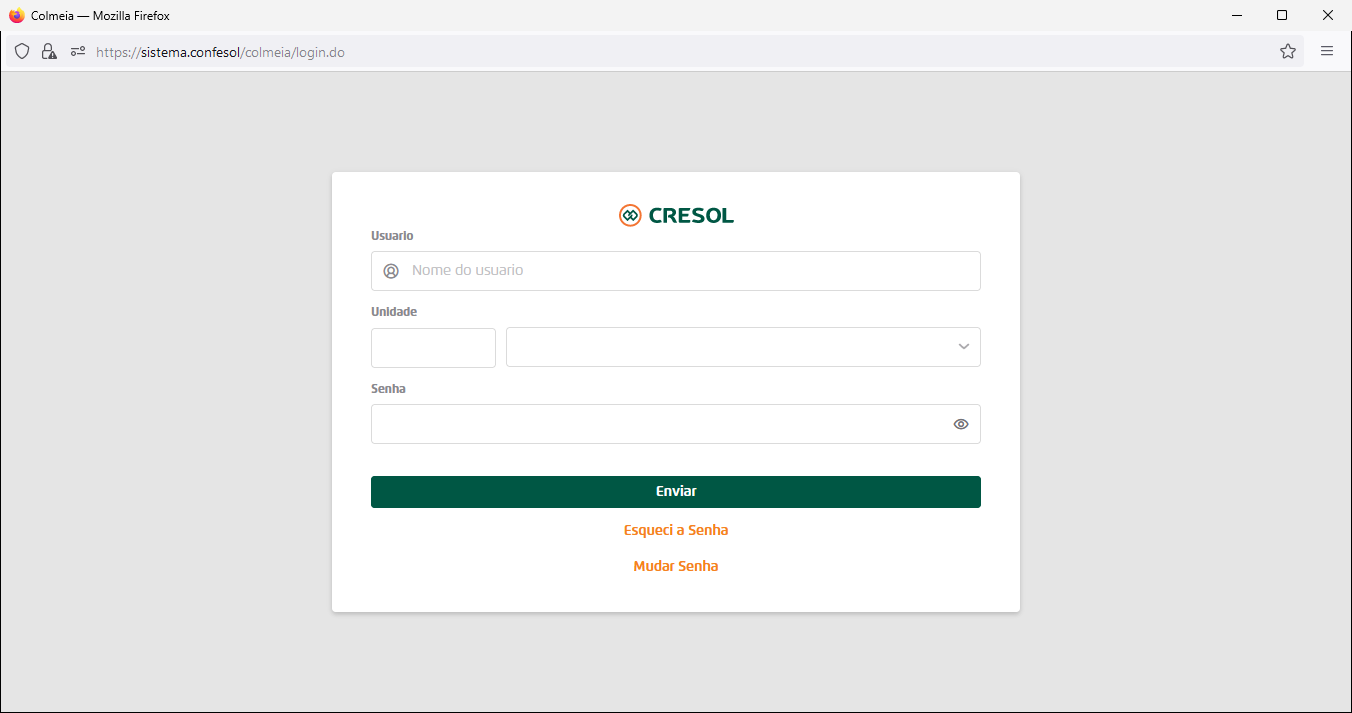 Colmeia — Mozilla Firefox
https://sistema.confesol/colmeia/login.do
CRESOL
Usuario
Nome do usuario
Unidade
Senha
Enviar
Esqueci a Senha
Mudar Senha